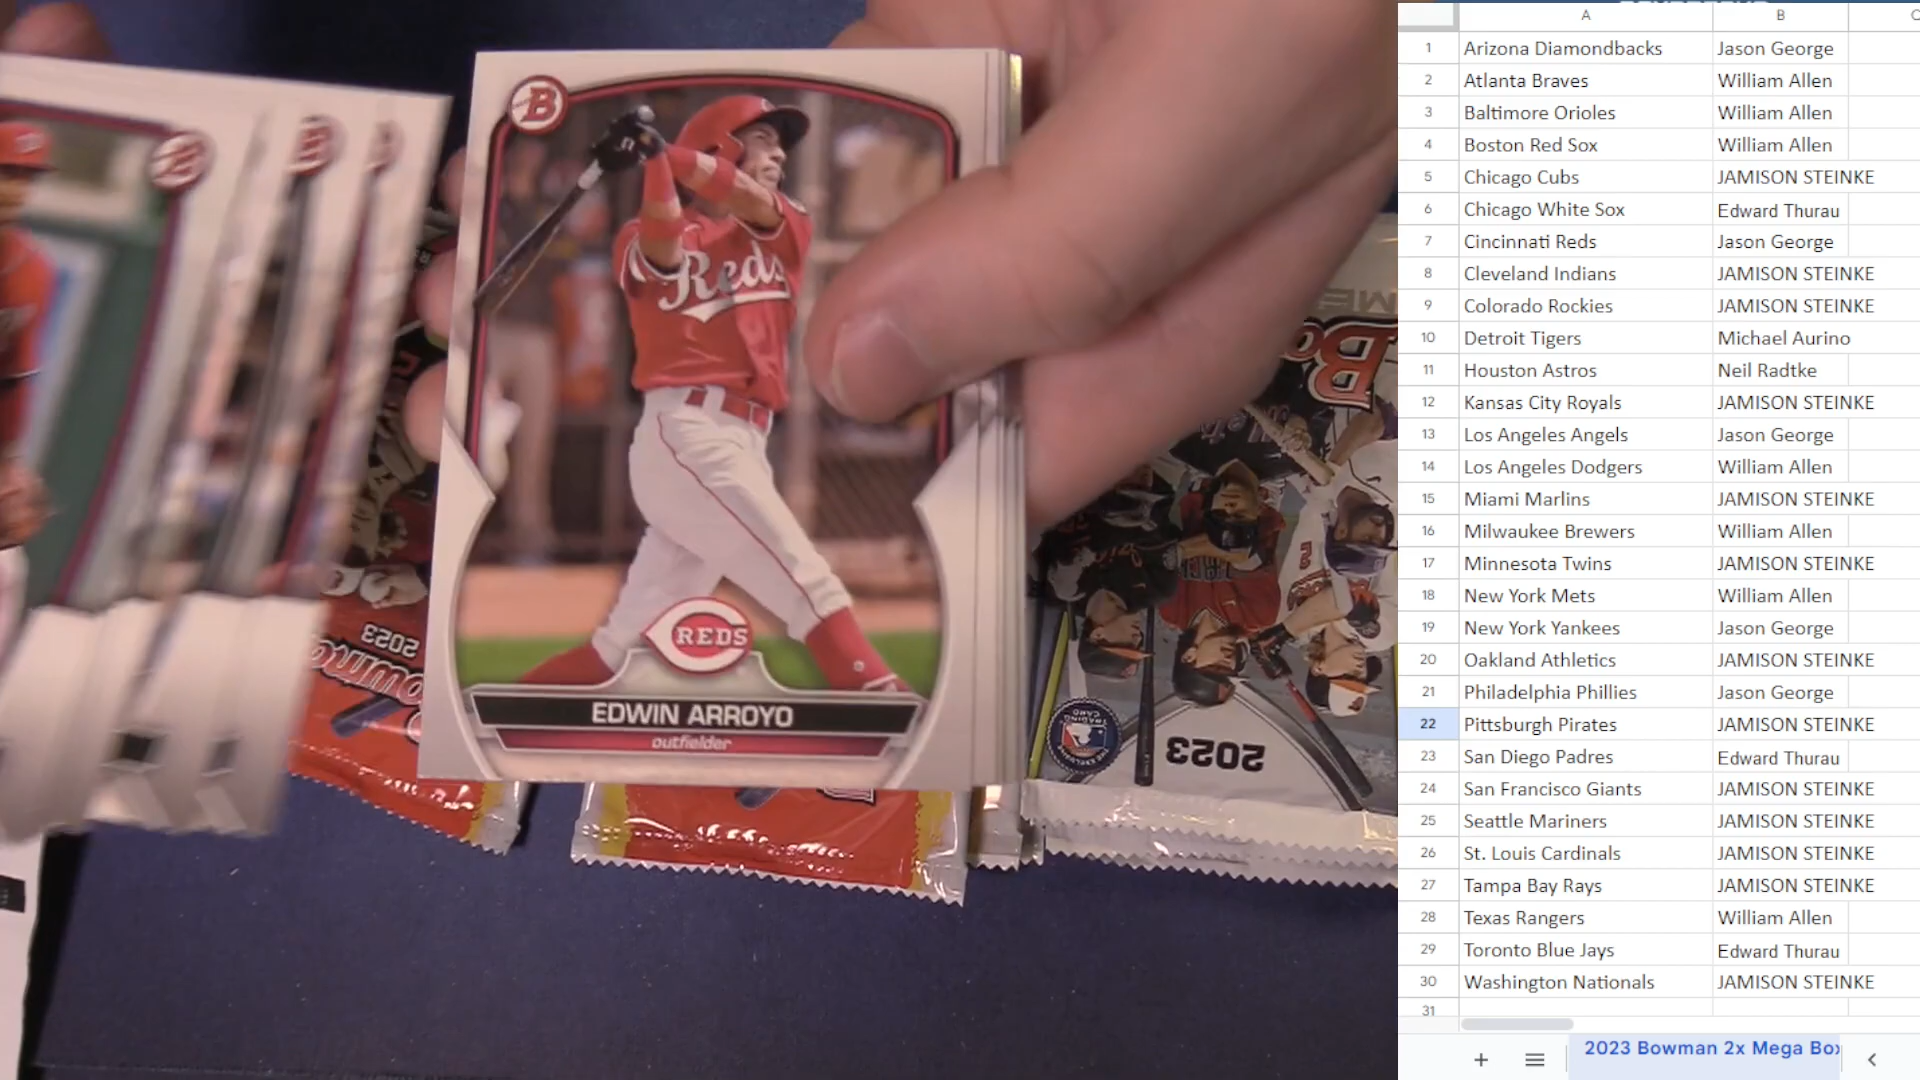 B
Reds
REDS
EDWIN ARROYO
outfielder
2023
2023
A B
1 Arizona Diamondbacks Jason George
2 Atlanta Braves William Allen
3 Baltimore Orioles William Allen
4 Boston Red Sox William Allen
5 Chicago Cubs JAMISON STEINKE
6 Chicago White Sox Edward Thurau
7 Cincinnati Reds Jason George
8 Cleveland Indians JAMISON STEINKE
9 Colorado Rockies JAMISON STEINKE
10 Detroit Tigers Michael Aurino
11 Houston Astros Neil Radtke
12 Kansas City Royals JAMISON STEINKE
13 Los Angeles Angels Jason George
14 Los Angeles Dodgers William Allen
15 Miami Marlins JAMISON STEINKE
16 Milwaukee Brewers William Allen
17 Minnesota Twins JAMISON STEINKE
18 New York Mets William Allen
19 New York Yankees Jason George
20 Oakland Athletics JAMISON STEINKE
21 Philadelphia Phillies Jason George
22 Pittsburgh Pirates JAMISON STEINKE
23 San Diego Padres Edward Thurau
24 San Francisco Giants JAMISON STEINKE
25 Seattle Mariners JAMISON STEINKE
26 St. Louis Cardinals JAMISON STEINKE
27 Tampa Bay Rays JAMISON STEINKE
28 Texas Rangers William Allen
29 Toronto Blue Jays Edward Thurau
30 Washington Nationals JAMISON STEINKE
31
2023 Bowman 2x Mega Box